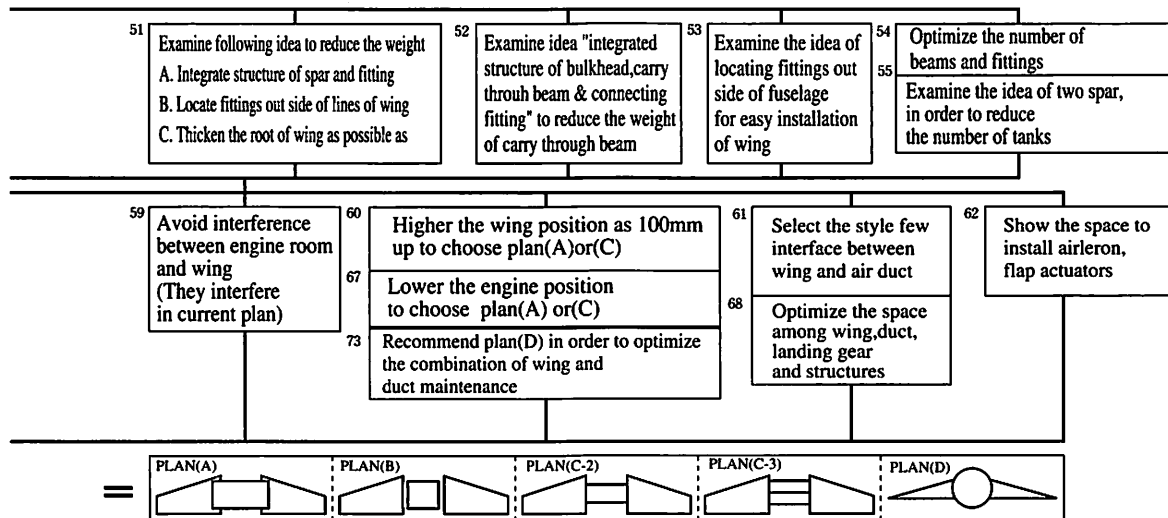 51
Examine following idea to reduce the weight
A. Integrate structure of spar and fitting
B. Locate fittings out side of lines of wing
C. Thicken the root of wing as possible as
52
Examine idea "integrated
structure of bulkhead,carry
throuh beam & connecting
fitting" to reduce the weight
of carry through beam
53
Examine the idea of
locating fittings out
side of fuselage
for easy installation
of wing
54
Optimize the number of
beams and fittings
55
Examine the idea of two spar,
in order to reduce
the number of tanks
59
Avoid interference
between engine room
and wing
(They interfere
in current plan)
60
Higher the wing position as 100mm
up to choose plan(A)or(C)
67
Lower the engine position
to choose plan(A) or(C)
73
Recommend plan(D) in order to optimize
the combination of wing and
duct maintenance
61
Select the style few
interface between
wing and air duct
68
Optimize the space
among wing,duct,
landing gear
and structures
62
Show the space to
install airleron,
flap actuators
=
PLAN(A)
PLAN(B)
PLAN(C-2)
PLAN(C-3)
PLAN(D)